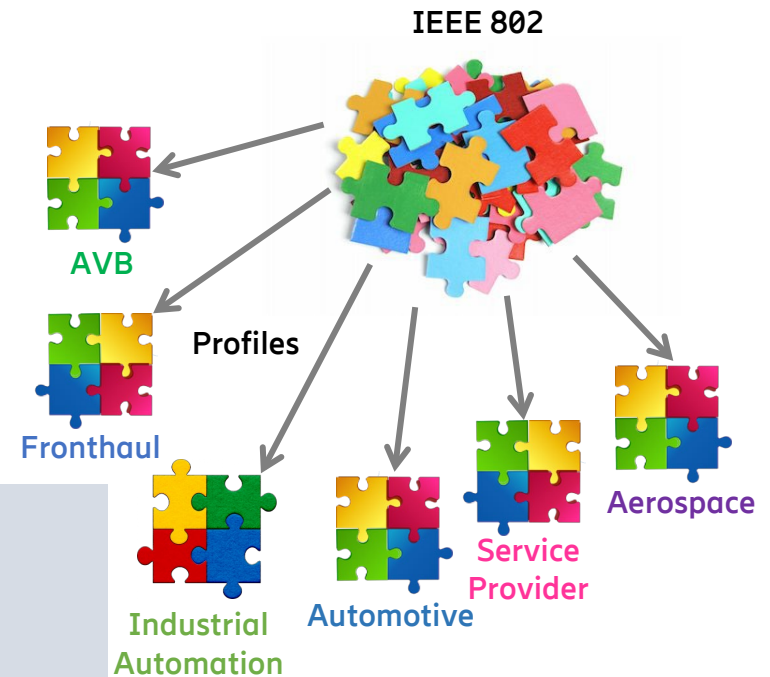 IEEE 802
AVB
Profiles
Fronthaul
Aerospace
Service
Provider
Automotive
Industrial
Automation